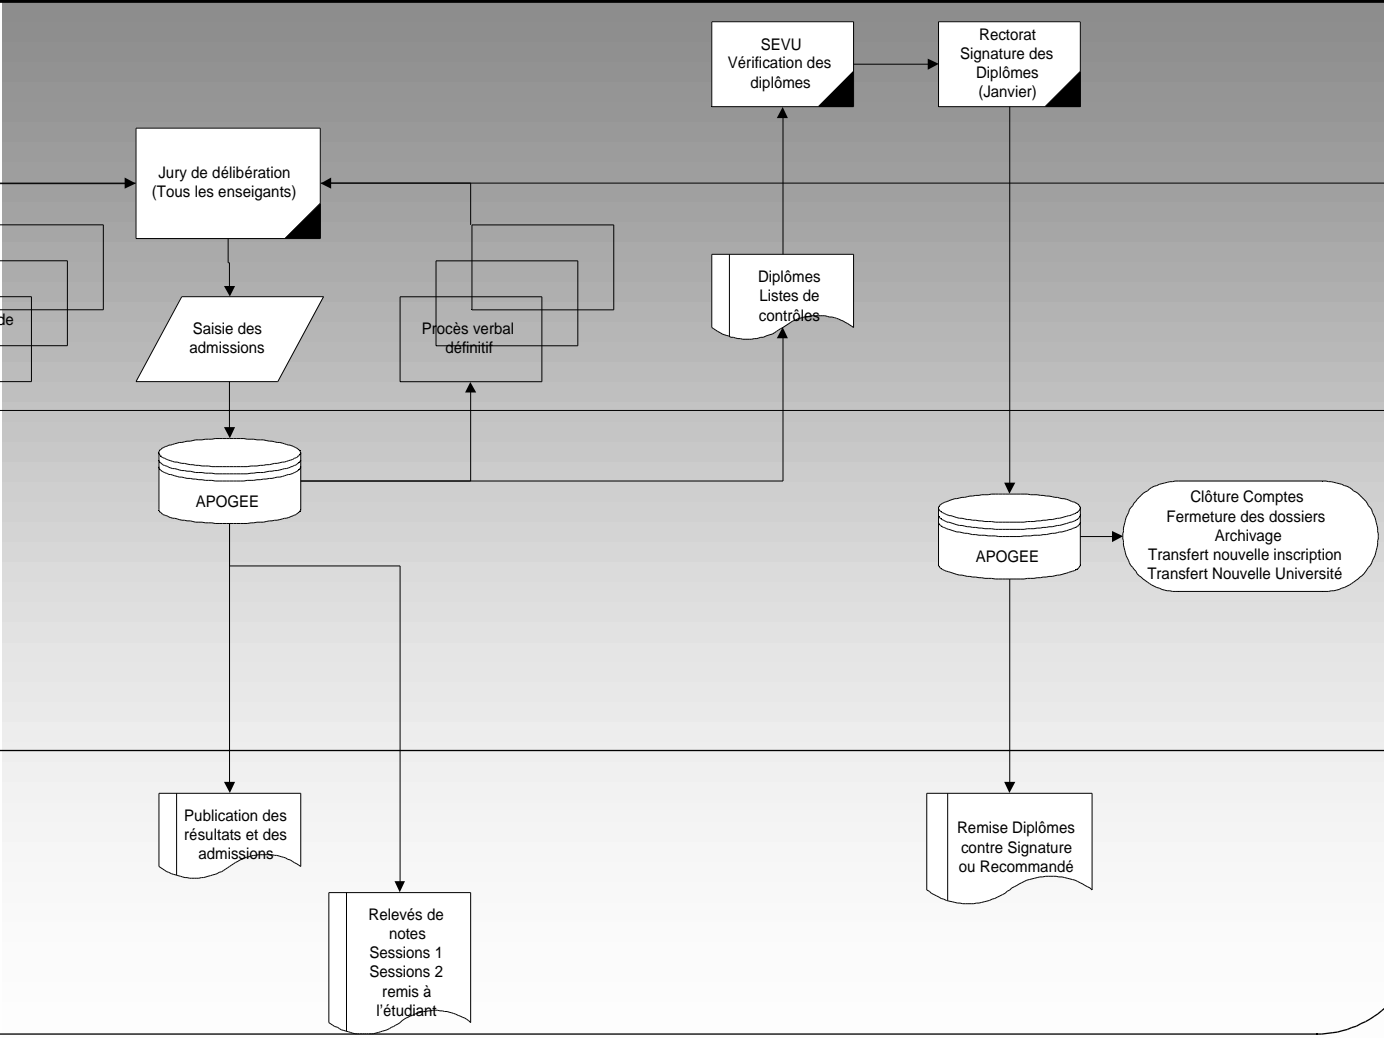 SEVU
Vérification des
diplômes
Rectorat
Signature des
Diplômes
(Janvier)
Jury de délibération
(Tous les enseigants)
de
Saisie des
admissions
Procès verbal
définitif
Diplômes
Listes de
contrôles
APOGEE
APOGEE
Clôture Comptes
Fermeture des dossiers
Archivage
Transfert nouvelle inscription
Transfert Nouvelle Université
Publication des
résultats et des
admissions
Relevés de
notes
Sessions 1
Sessions 2
remis à
l'étudiant
Remise Diplômes
contre Signature
ou Recommandé